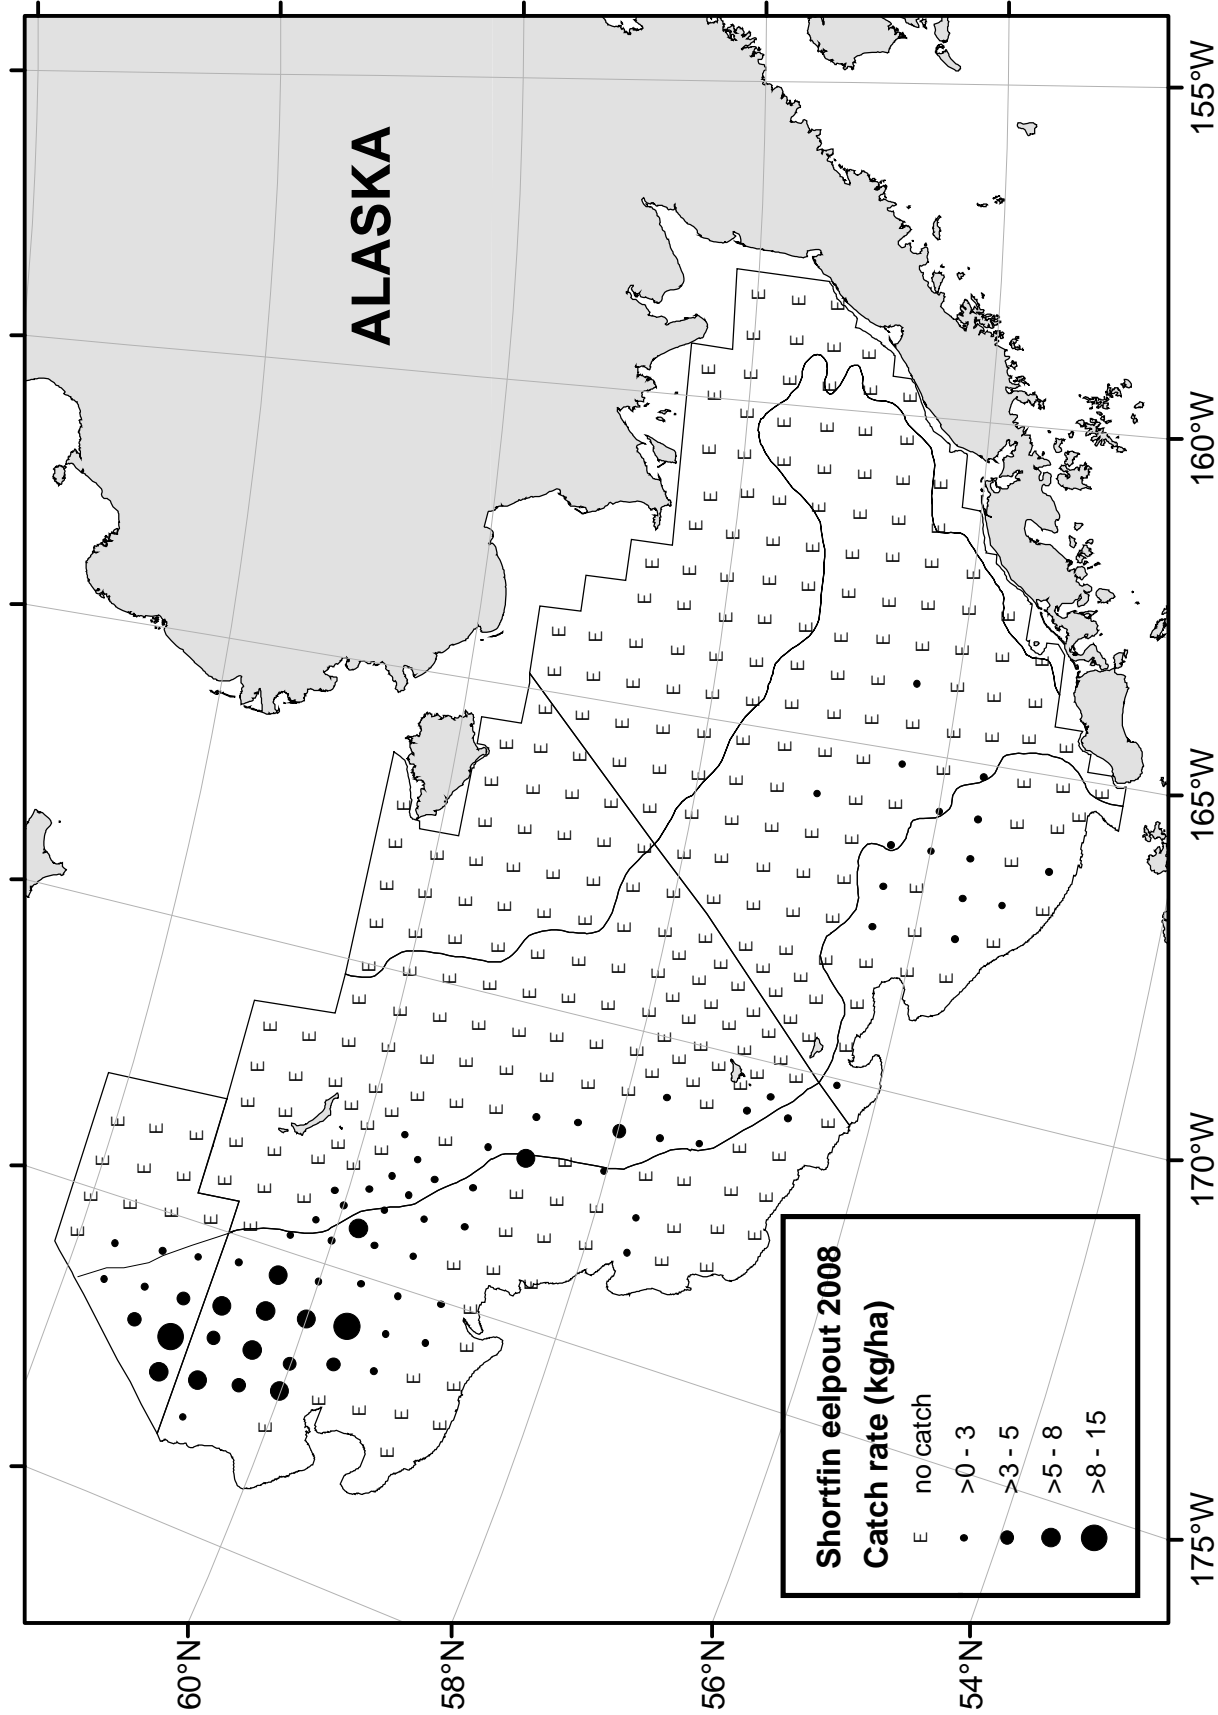 ALASKA
60°N
58°N
56°N
54°N
155°W
160°W
165°W
170°W
175°W
Shortfin eelpout 2008
Catch rate (kg/ha)
E no catch
>0 - 3
>3 - 5
>5 - 8
>8 - 15